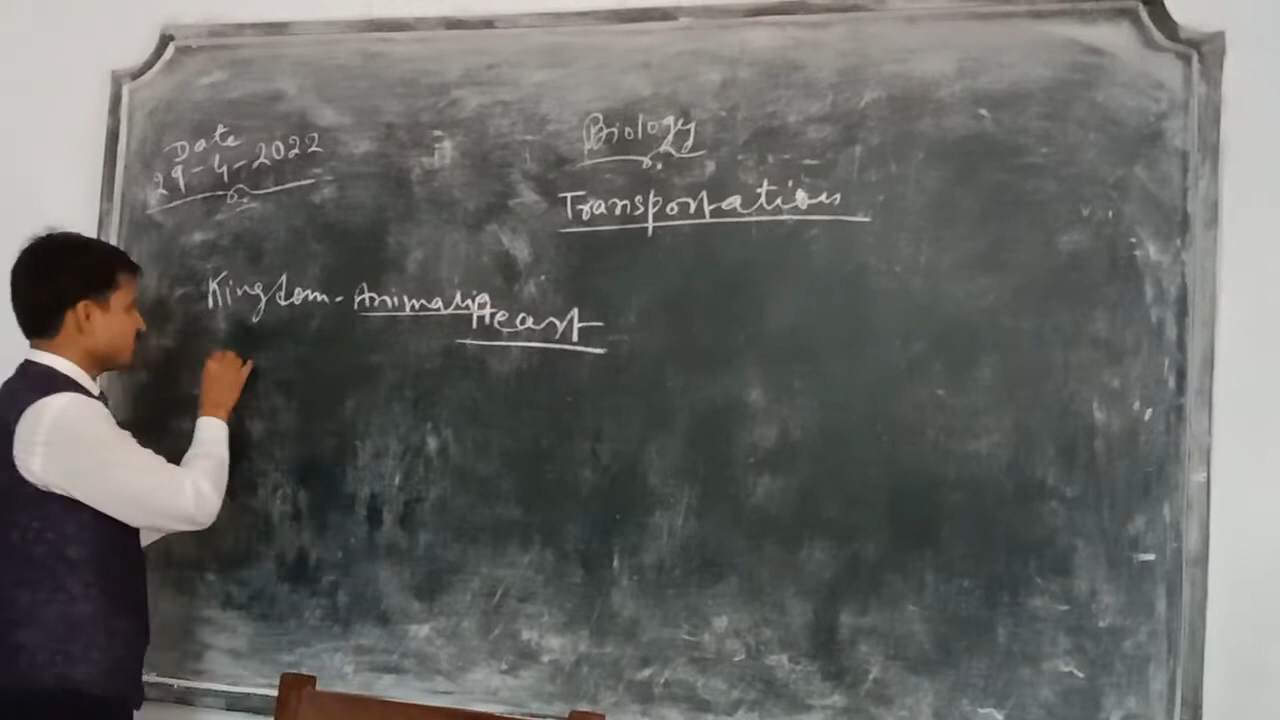 Date
29-4-2022
Biology
Transportation
Kingdom-Animalia
Heart